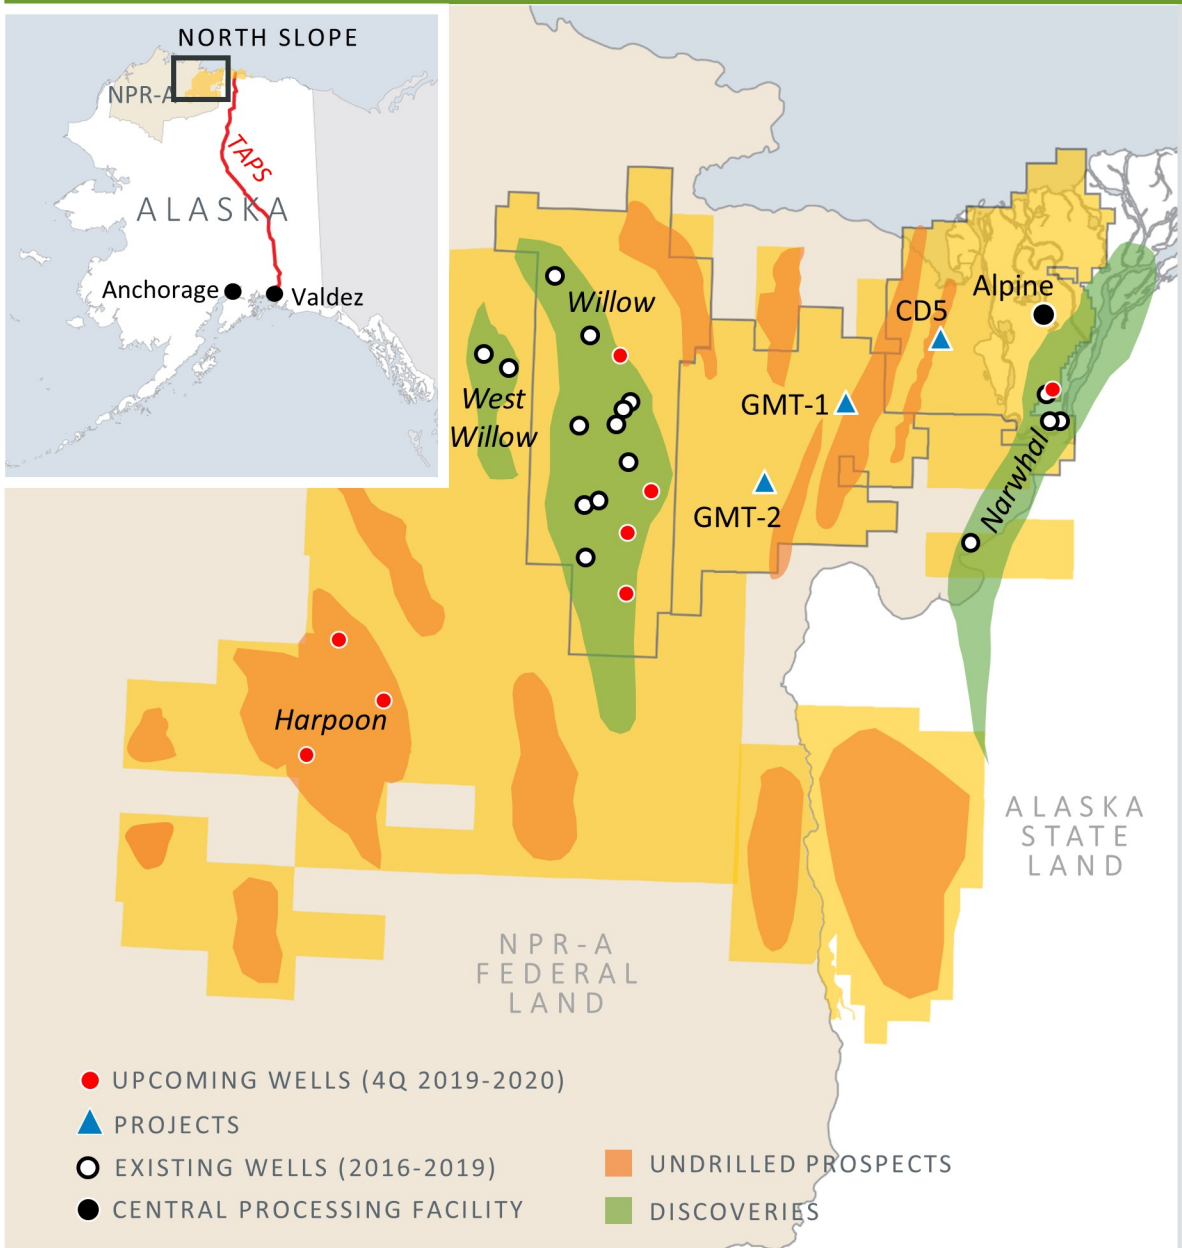 NORTH SLOPE
NPR-A
TAPS
ALASKA
Anchorage
Valdez
Willow
West
Willow
Alpine
CD5
GMT-1
GMT-2
Narwhal
Harpoon
ALASKA
STATE
LAND
NPR-A
FEDERAL
LAND
UPCOMING WELLS (4Q 2019-2020)
PROJECTS
EXISTING WELLS (2016-2019)
CENTRAL PROCESSING FACILITY
UNDRILLED PROSPECTS
DISCOVERIES